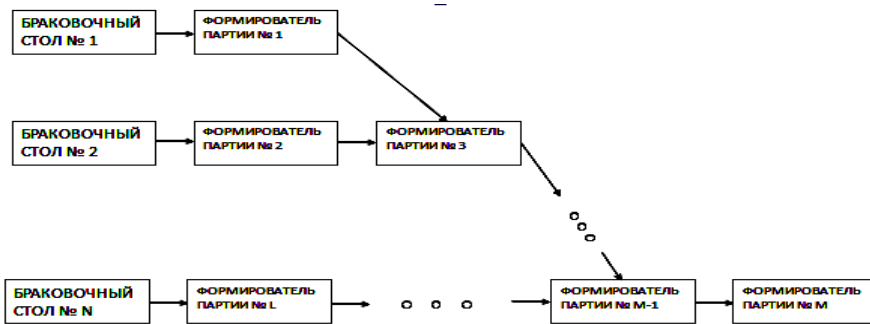 БРАКОВОЧНЫЙ
СТОЛ № 1
ФОРМИРОВАТЕЛЬ
ПАРТИИ № 1
БРАКОВОЧНЫЙ
СТОЛ № 2
ФОРМИРОВАТЕЛЬ
ПАРТИИ № 2
ФОРМИРОВАТЕЛЬ
ПАРТИИ № 3
БРАКОВОЧНЫЙ
СТОЛ № N
ФОРМИРОВАТЕЛЬ
ПАРТИИ № L
ФОРМИРОВАТЕЛЬ
ПАРТИИ № M-1
ФОРМИРОВАТЕЛЬ
ПАРТИИ № M